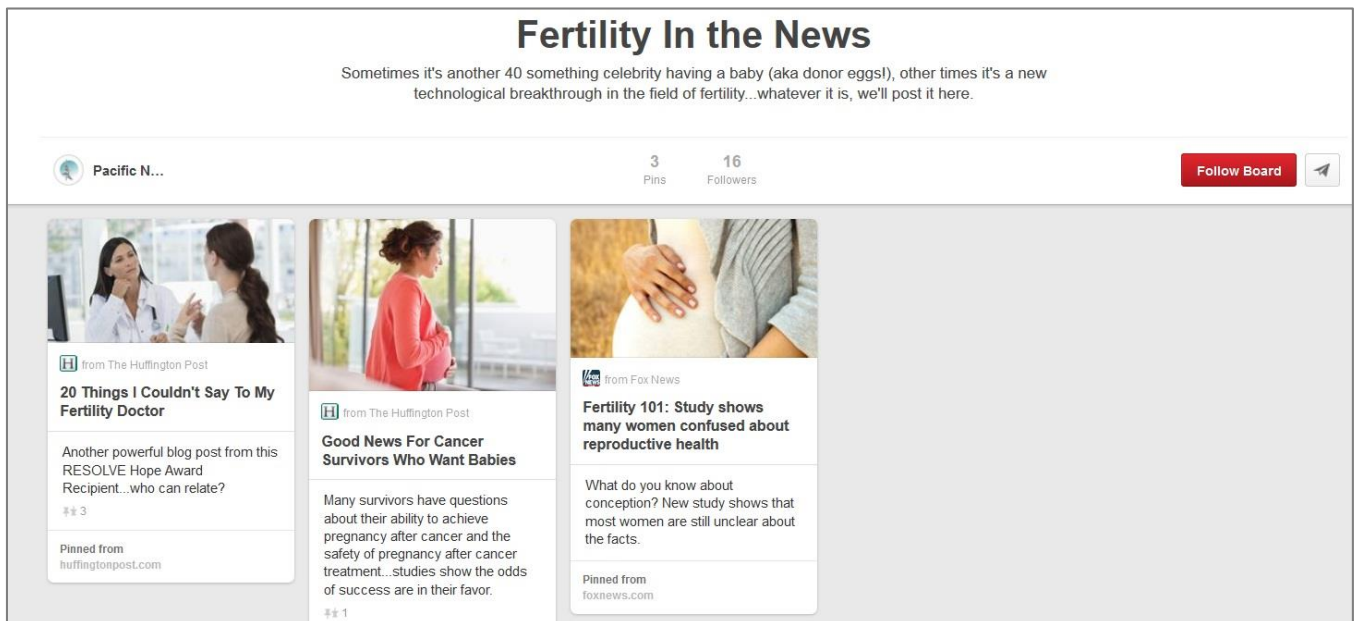 Fertility In the News
Sometimes it's another 40 something celebrity having a baby (aka donor eggs!), other times it's a new
technological breakthrough in the field of fertility...whatever it is, we'll post it here.
Pacific N...
3
Pins
16
Followers
Follow Board
H from The Huffington Post
20 Things I Couldn't Say To My
Fertility Doctor
Another powerful blog post from this
RESOLVE Hope Award
Recipient...who can relate?
3
Pinned from
huffingtonpost.com
H from The Huffington Post
Good News For Cancer
Survivors Who Want Babies
Many survivors have questions
about their ability to achieve
pregnancy after cancer and the
safety of pregnancy after cancer
treatment...studies show the odds
of success are in their favor.
1
FOX
NEWS
from Fox News
Fertility 101: Study shows
many women confused about
reproductive health
What do you know about
conception? New study shows that
most women are still unclear about
the facts.
Pinned from
foxnews.com